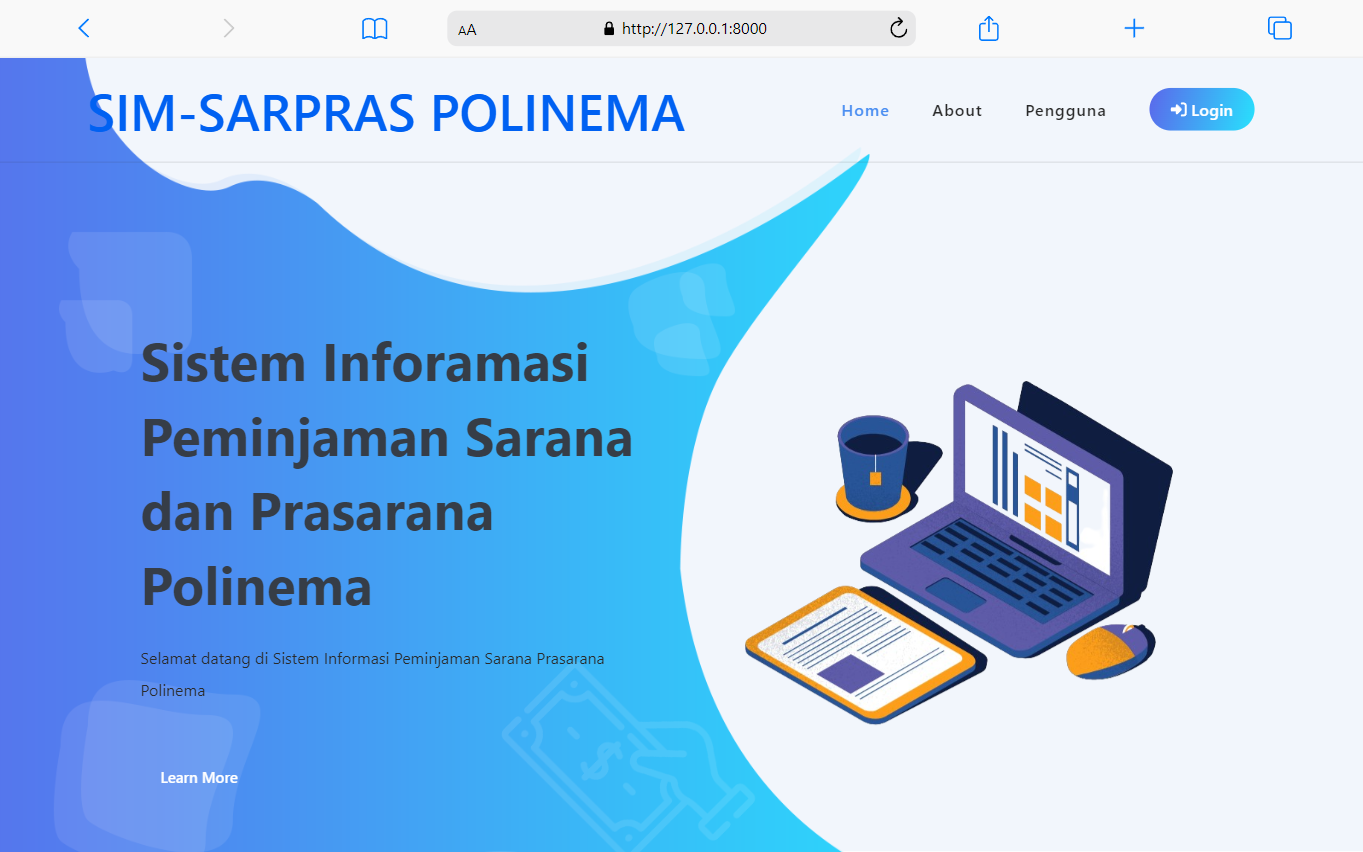 AA http://127.0.0.1:8000
SIM-SARPRAS POLINEMA
Home About Pengguna Login
Sistem Inforamasi
Peminjaman Sarana
dan Prasarana
Polinema
Selamat datang di Sistem Informasi Peminjaman Sarana Prasarana
Polinema
Learn More